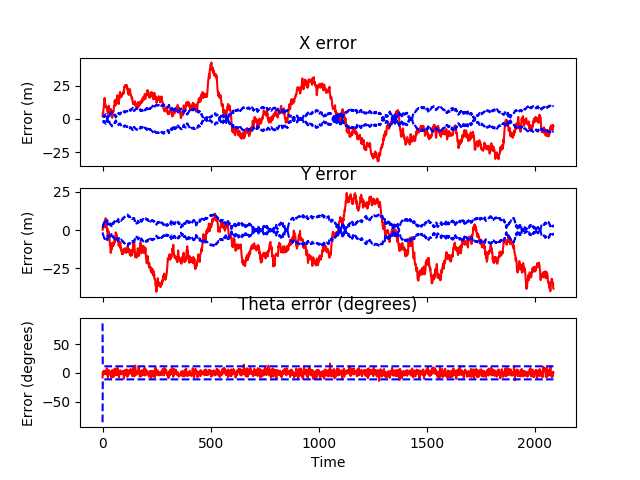 X error
Error (m)
25
0
−25
Y error
Error (m)
25
0
−25
Theta error (degrees)
Error (degrees)
50
0
−50
0 500 1000 1500 2000
Time